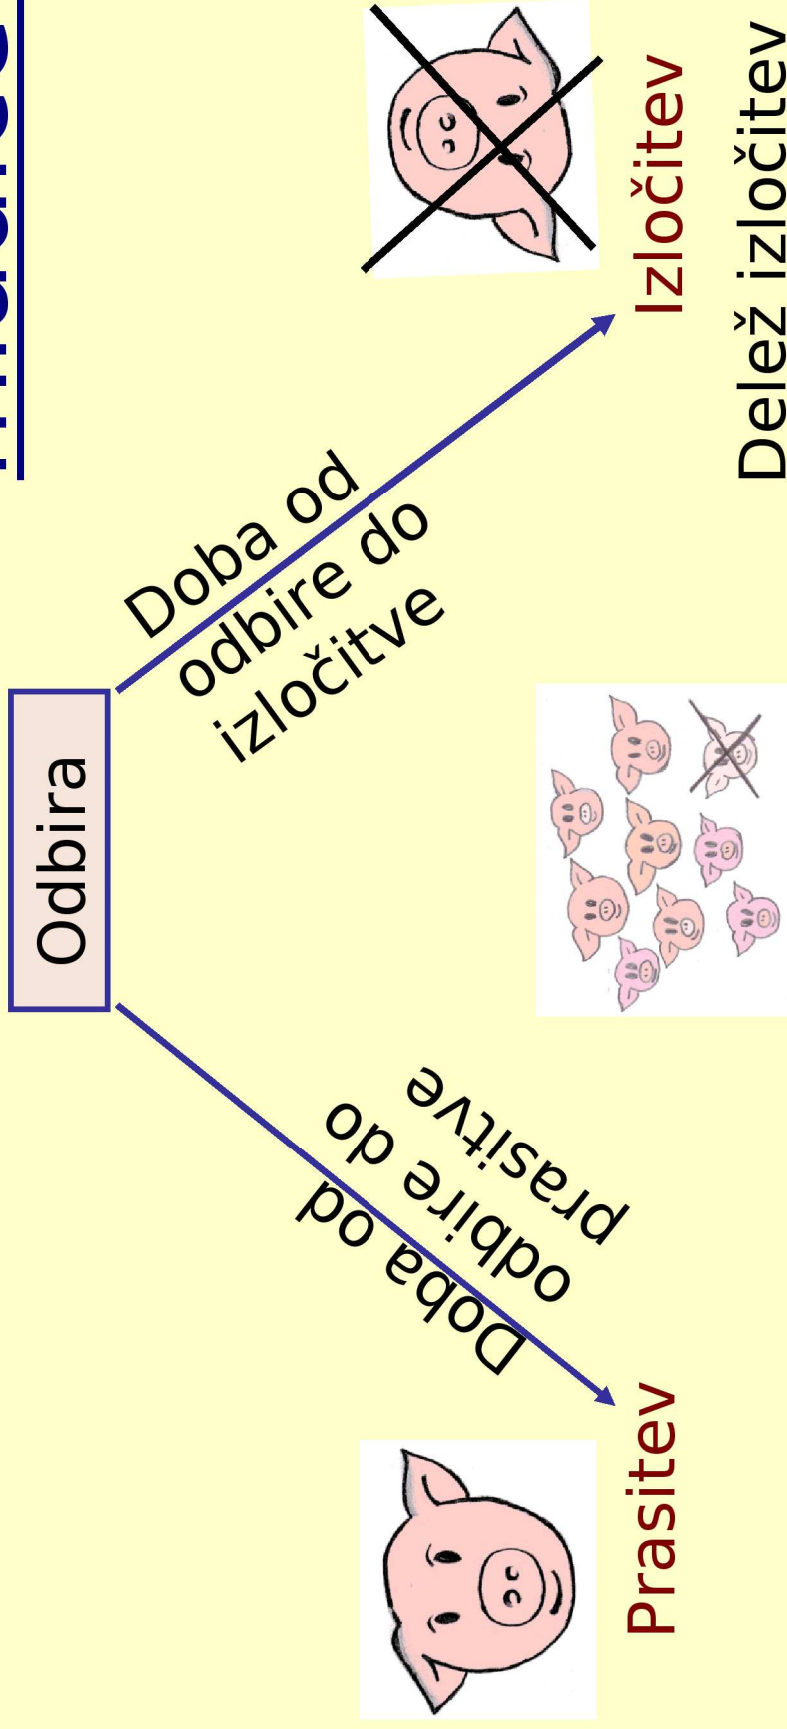 Odbira
Doba od
odbire do
prasitve
Doba od
odbire do
izločitve
Prasitev
Izločitev
Delež izločitev